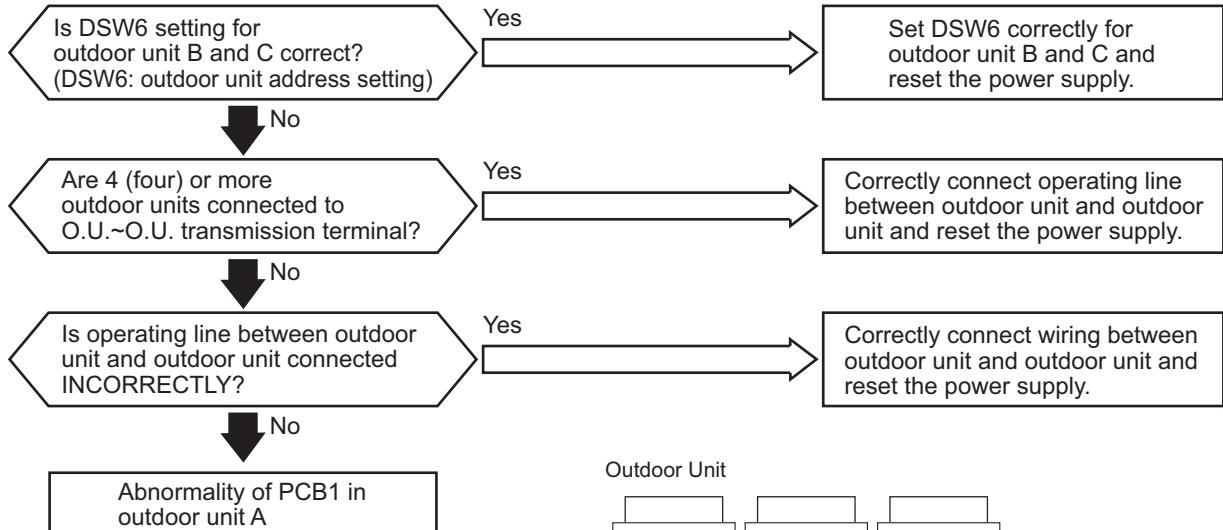 Is DSW6 setting for
outdoor unit B and C correct?
(DSW6: outdoor unit address setting)
Yes
Set DSW6 correctly for
outdoor unit B and C and
reset the power supply.
No
Are 4 (four) or more
outdoor units connected to
O.U.~O.U. transmission terminal?
Yes
Correctly connect operating line
between outdoor unit and outdoor
unit and reset the power supply.
No
Is operating line between outdoor
unit and outdoor unit connected
INCORRECTLY?
Yes
Correctly connect wiring between
outdoor unit and outdoor unit and
reset the power supply.
No
Abnormality of PCB1 in
outdoor unit A
Outdoor Unit